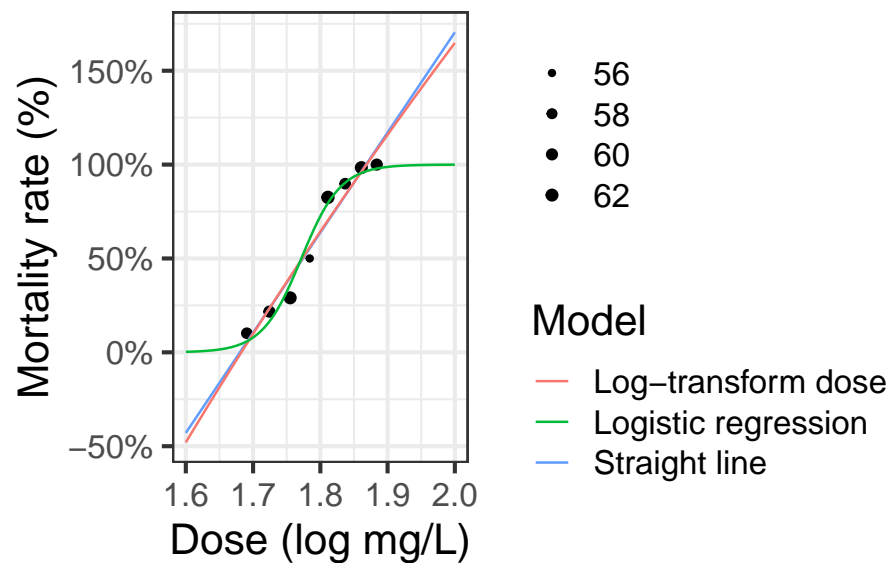 Mortality rate (%)
150%
100%
50%
0%
−50%
1.6 1.7 1.8 1.9 2.0
Dose (log mg/L)
56
58
60
62
Model
Log−transform dose
Logistic regression
Straight line